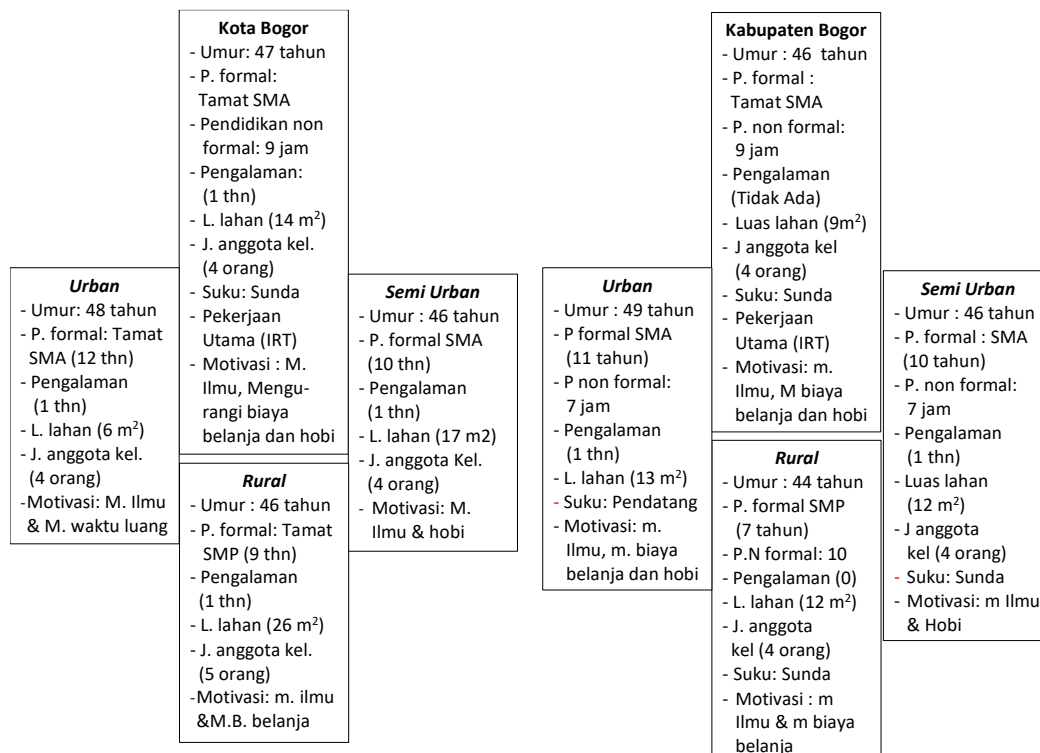 Kota Bogor
- Umur: 47 tahun
- P. formal:
Tamat SMA
- Pendidikan non
formal: 9 jam
- Pengalaman:
(1 thn)
- L. lahan (14 m²)
- J. anggota kel.
(4 orang)
- Suku: Sunda
- Pekerjaan
Utama (IRT)
- Motivasi : M.
Ilmu, Mengu-
rangi biaya
belanja dan hobi
Urban
- Umur: 48 tahun
- P. formal: Tamat
SMA (12 thn)
- Pengalaman
(1 thn)
- L. lahan (6 m²)
- J. anggota kel.
(4 orang)
-Motivasi: M. Ilmu
& M. waktu luang
Semi Urban
- Umur : 46 tahun
- P. formal SMA
(10 thn)
- Pengalaman
(1 thn)
- L. lahan (17 m2)
- J. anggota Kel.
(4 orang)
- Motivasi: M.
Ilmu & hobi
Rural
- Umur: 46 tahun
- P. formal: Tamat
SMP (9 thn)
- Pengalaman
(1 thn)
- L. lahan (26 m²)
- J. anggota kel.
(5 orang)
-Motivasi: m. ilmu
&M.B. belanja
Kabupaten Bogor
- Umur : 46 tahun
- P. formal :
Tamat SMA
- P. non formal:
9 jam
- Pengalaman
(Tidak Ada)
- Luas lahan (9m²)
- J anggota kel
(4 orang)
- Suku: Sunda
- Pekerjaan
Utama (IRT)
- Motivasi: m.
Ilmu, M biaya
belanja dan hobi
Urban
- Umur : 49 tahun
- P formal SMA
(11 tahun)
- P non formal:
7 jam
- Pengalaman
(1 thn)
- L. lahan (13 m²)
- Suku: Pendatang
- Motivasi: m.
Ilmu, m. biaya
belanja dan hobi
Semi Urban
- Umur : 46 tahun
- P. formal : SMA
(10 tahun)
- P. non formal:
7 jam
- Pengalaman
(1 thn)
- Luas lahan
(12 m²)
- J anggota
kel (4 orang)
- Suku: Sunda
- Motivasi: m Ilmu
& Hobi
Rural
- Umur : 44 tahun
- P. formal SMP
(7 tahun)
- P.N formal: 10
- Pengalaman (0)
- L. lahan (12 m²)
- J. anggota
kel (4 orang)
- Suku: Sunda
- Motivasi : m
Ilmu & m biaya
belanja